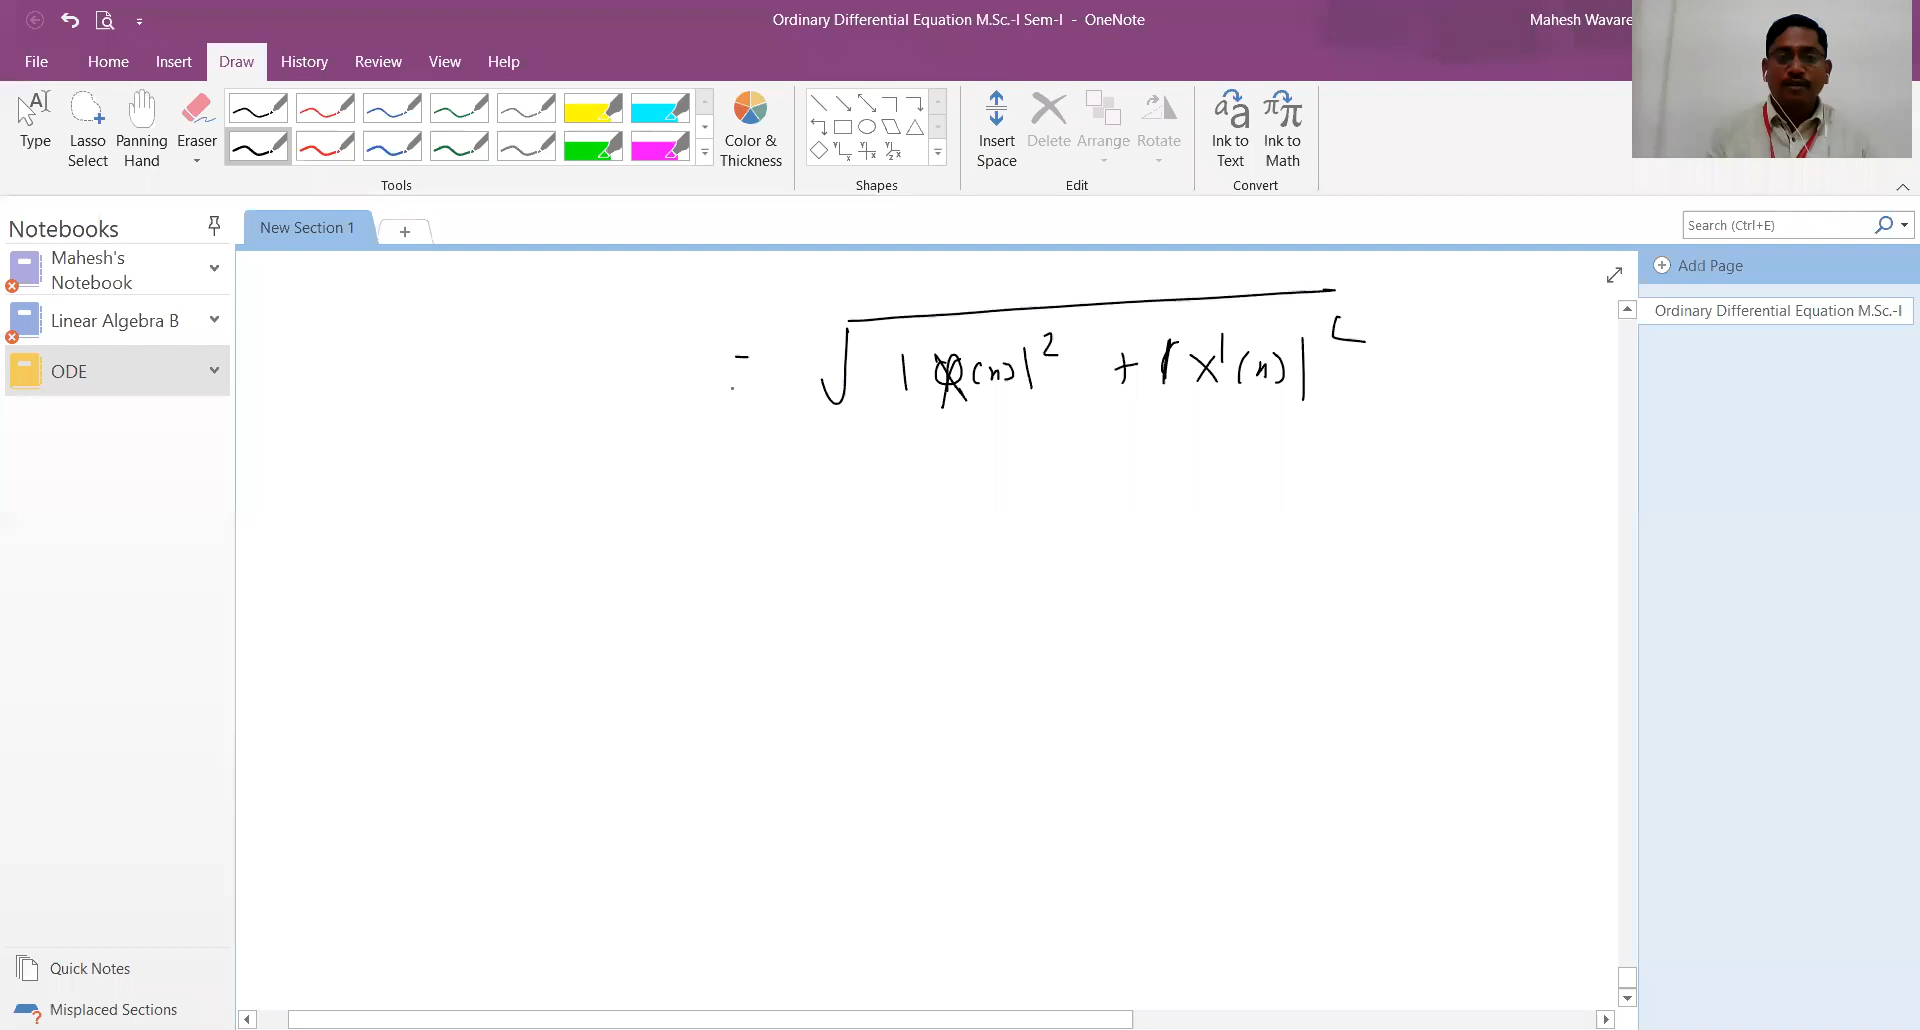 Ordinary Differential Equation M.Sc.-I Sem-I - OneNote
Mahesh Wavare
File Home Insert Draw History Review View Help
Type
Lasso Select
Panning Hand
Eraser
Color & Thickness
Insert Space
Delete
Arrange
Rotate
Ink to Text
Ink to Math
Tools
Shapes
Edit
Convert
Notebooks
New Section 1
Search (Ctrl+E)
Mahesh's Notebook
Linear Algebra B
ODE
Add Page
Ordinary Differential Equation M.Sc.-I
= √ | χ(x)|² + | χ'(x)|²
Quick Notes
Misplaced Sections